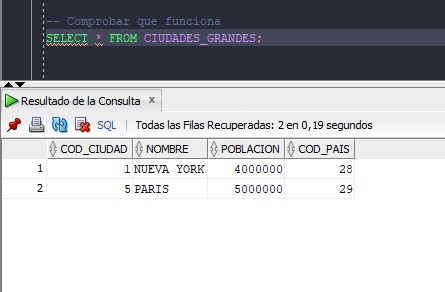 -- Comprobar que funciona
SELECT * FROM CIUDADES_GRANDES;
Resultado de la Consulta x
SQL | Todas las Filas Recuperadas: 2 en 0,19 segundos
COD_CIUDAD NOMBRE POBLACION COD_PAIS
1 1 NUEVA YORK 4000000 28
2 5 PARIS 5000000 29